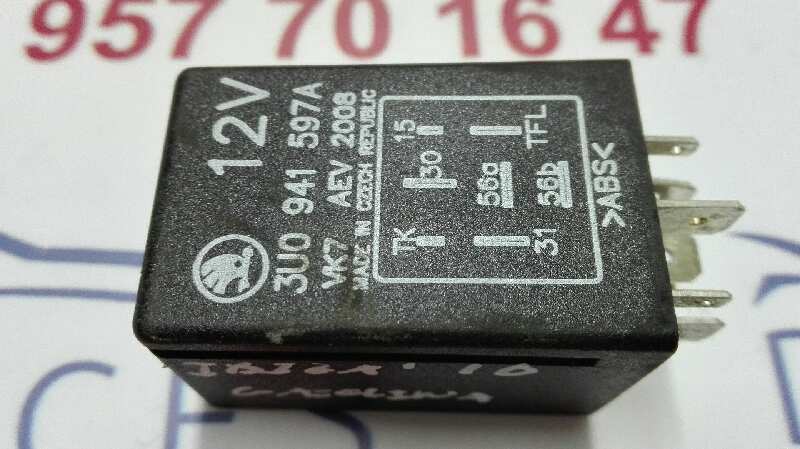 957 70 16 47
12V
3U0 941 597A
VK7 AEV 2008
MADE IN CZECH REPUBLIC
15
TFL
30
56a
56b
TK
31
>ABS<